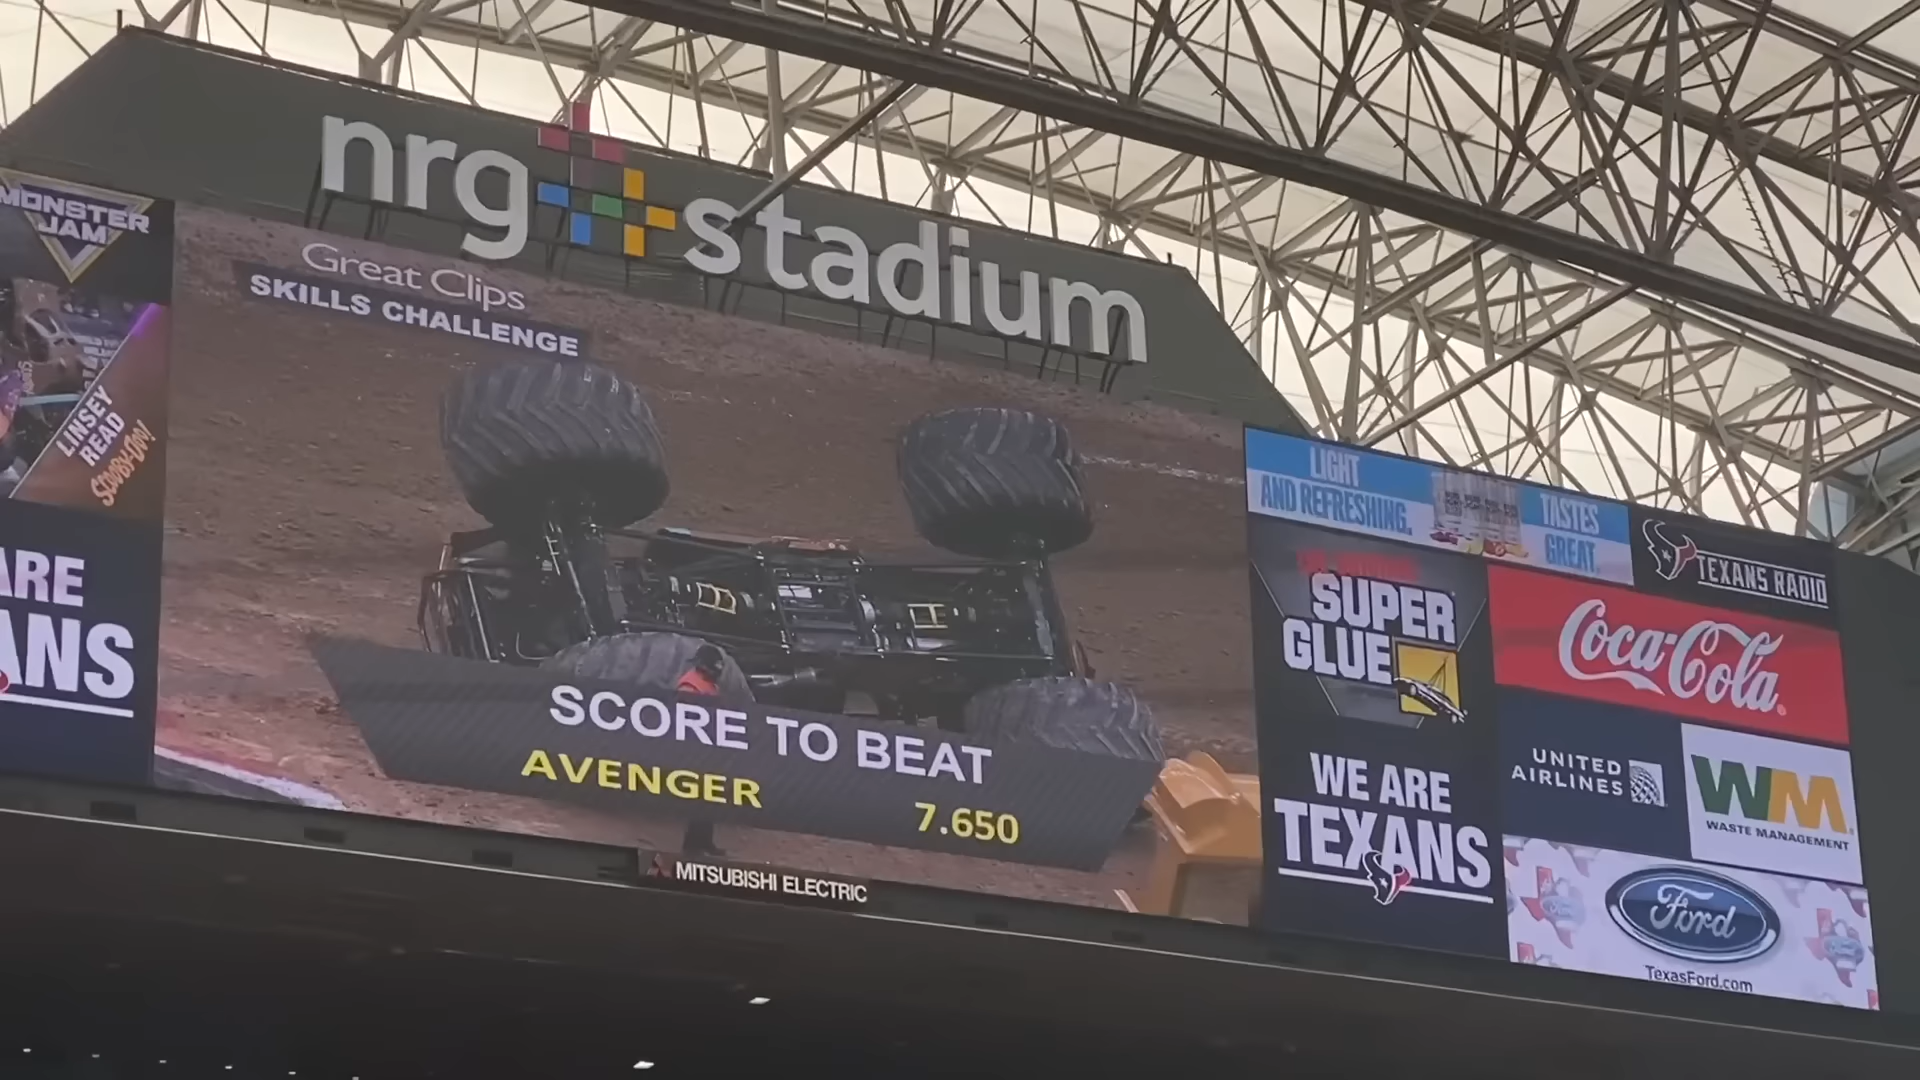 nrg stadium
MONSTER
JAM
Great Clips
SKILLS CHALLENGE
LINSEY
READ
SCOOBY-DOO!
ARE
ANS
SCORE TO BEAT
AVENGER 7.650
MITSUBISHI ELECTRIC
LIGHT
AND REFRESHING.
TASTES
GREAT.
TEXANS RADIO
SUPER
GLUE
Coca-Cola
UNITED
AIRLINES
WM
WASTE MANAGEMENT
WE ARE
TEXANS
Ford
TexasFord.com